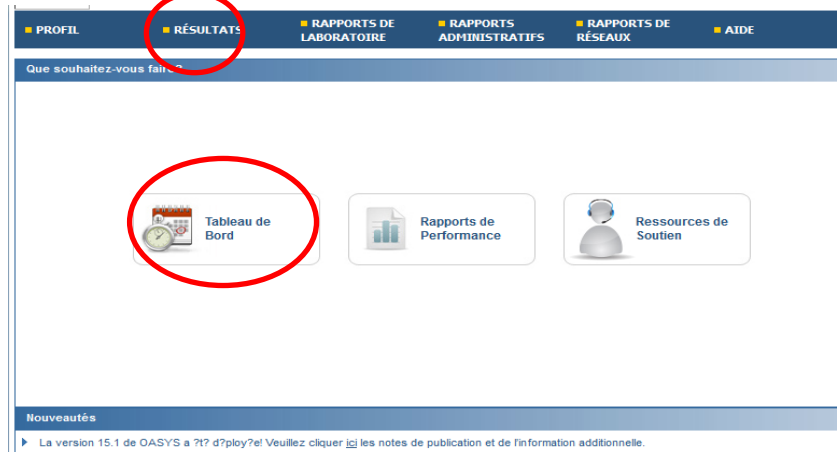 PROFIL
RÉSULTATS
RAPPORTS DE
LABORATOIRE
RAPPORTS
ADMINISTRATIFS
RAPPORTS DE
RÉSEAUX
AIDE
Que souhaitez-vous faire?
Tableau de
Bord
Rapports de
Performance
Ressources de
Soutien
Nouveautés
La version 15.1 de OASYS a ?t? d?ploy?e! Veuillez cliquer ici les notes de publication et de l'information additionnelle.